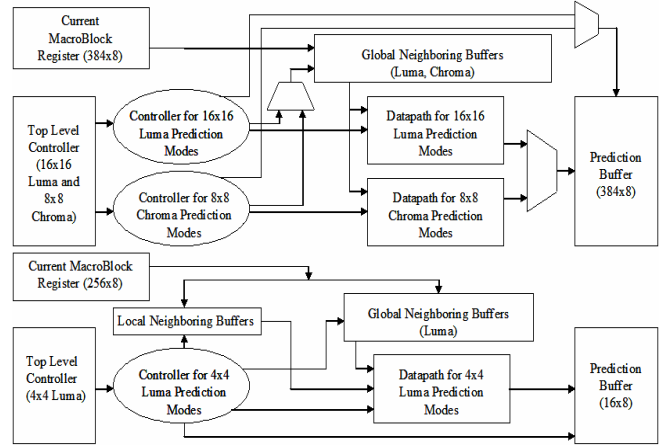 Current
MacroBlock
Register (384x8)
Global Neighboring Buffers
(Luma, Chroma)
Top Level
Controller
(16x16
Luma and
8x8
Chroma)
Controller for 16x16
Luma Prediction
Modes
Datapath for 16x16
Luma Prediction
Modes
Controller for 8x8
Chroma Prediction
Modes
Datapath for 8x8
Chroma Prediction
Modes
Prediction
Buffer
(384x8)
Current MacroBlock
Register (256x8)
Local Neighboring Buffers
Global Neighboring Buffers
(Luma)
Top Level
Controller
(4x4 Luma)
Controller for 4x4
Luma Prediction
Modes
Datapath for 4x4
Luma Prediction
Modes
Prediction
Buffer
(16x8)